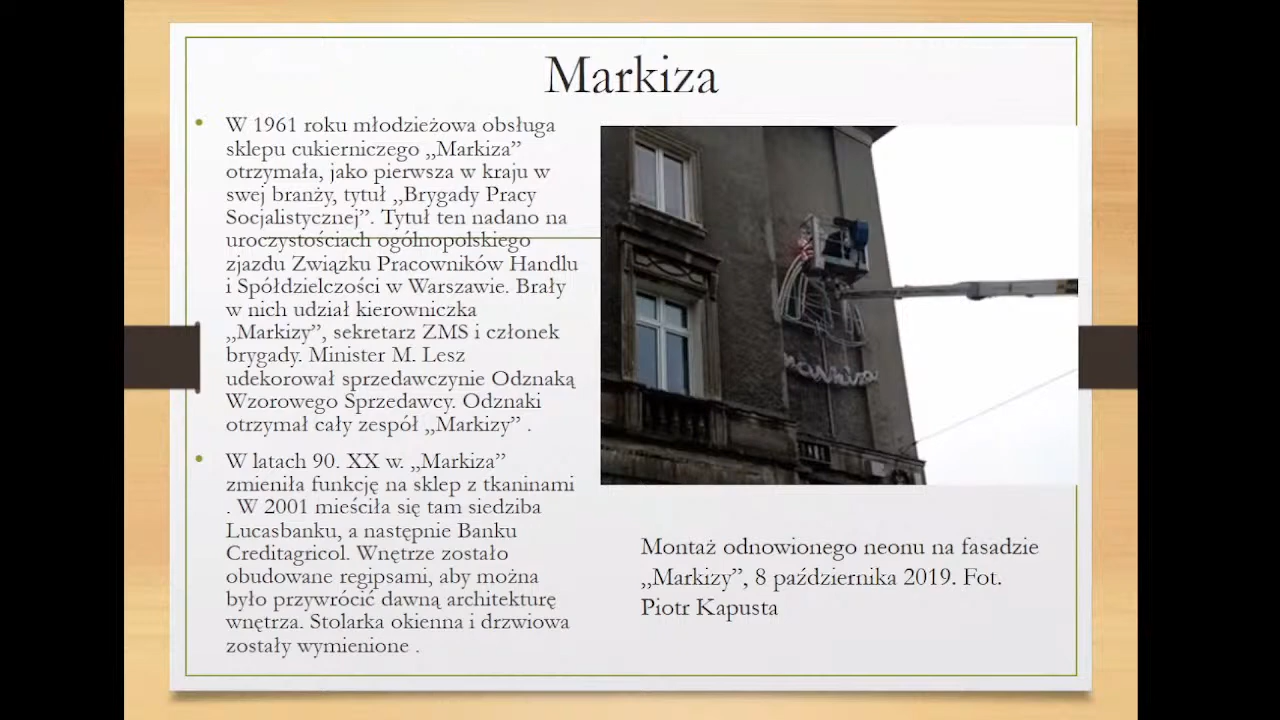 Markiza
• W 1961 roku młodzieżowa obsługa
sklepu cukierniczego „Markiza”
otrzymała, jako pierwsza w kraju w
swej branży, tytuł „Brygady Pracy
Socjalistycznej”. Tytuł ten nadano na
uroczystościach ogólnopolskiego
zjazdu Związku Pracowników Handlu
i Spółdzielczości w Warszawie. Brały
w nich udział kierowniczka
„Markizy”, sekretarz ZMS i członek
brygady. Minister M. Lesz
udekorował sprzedawczynie Odznaką
Wzorowego Sprzedawcy. Odznaki
otrzymał cały zespół „Markizy” .
• W latach 90. XX w. „Markiza”
zmieniła funkcję na sklep z tkaninami
. W 2001 mieściła się tam siedziba
Lucasbanku, a następnie Banku
Creditagricol. Wnętrze zostało
obudowane regipsami, aby można
było przywrócić dawną architekturę
wnętrza. Stolarka okienna i drzwiowa
zostały wymienione .
markiza
Montaż odnowionego neonu na fasadzie
„Markizy”, 8 października 2019. Fot.
Piotr Kapusta